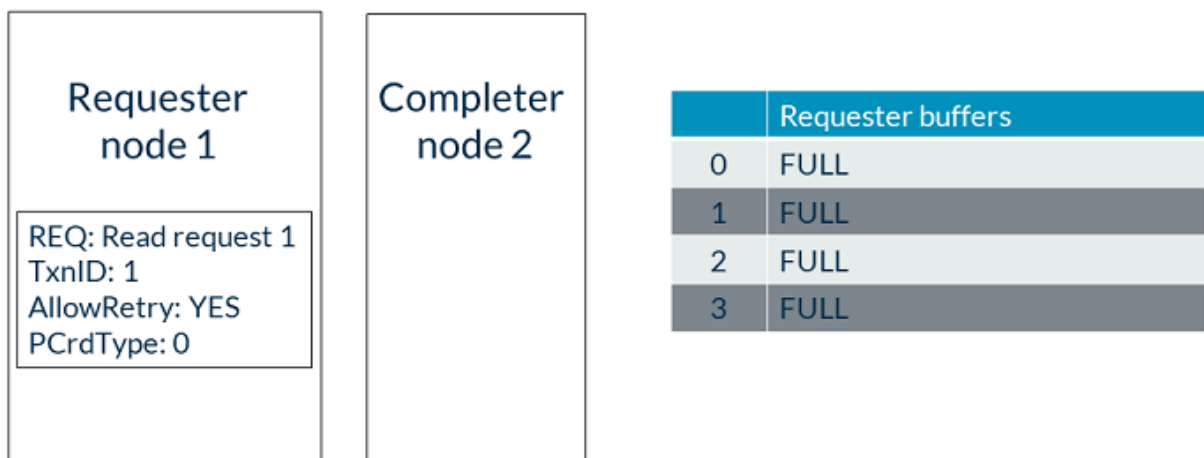 Requester
node 1
REQ: Read request 1
TxnID: 1
AllowRetry: YES
PCrdType: 0
Completer
node 2
Requester buffers
0 FULL
1 FULL
2 FULL
3 FULL